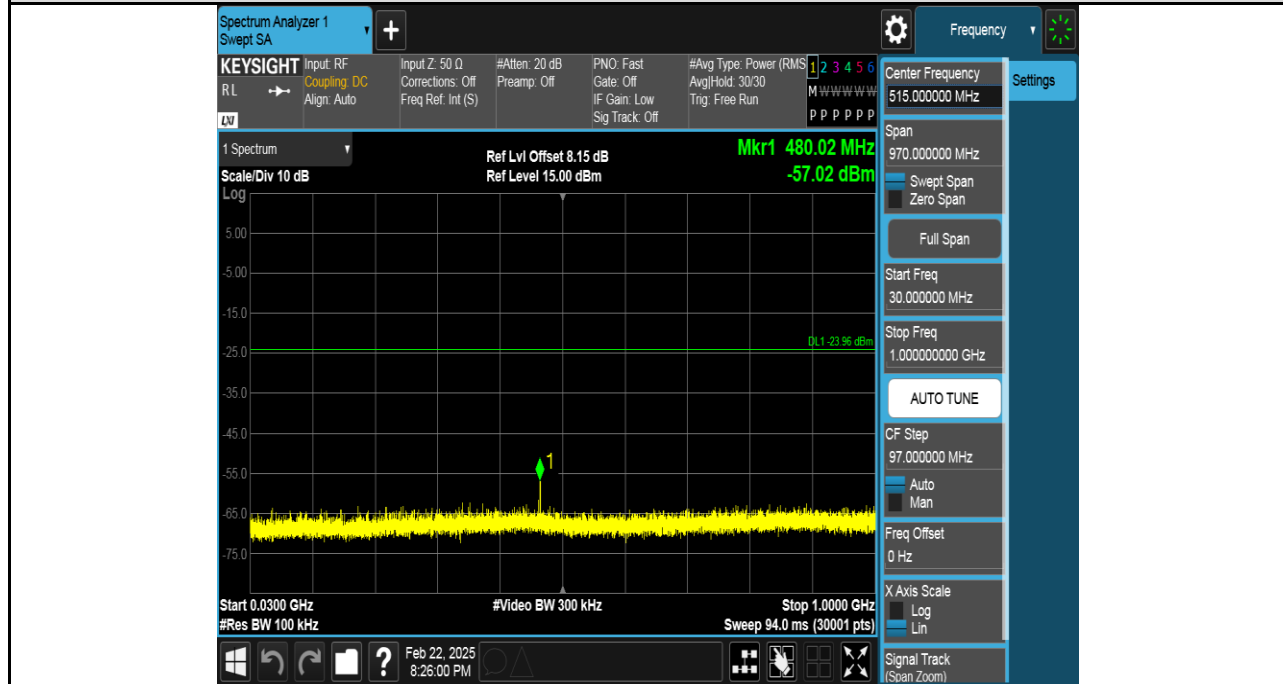 Spectrum Analyzer 1
Swept SA
+
Frequency
KEYSIGHT
RL
LXI
Input: RF
Coupling: DC
Align: Auto
Input Z: 50 Ω
Corrections: Off
Freq Ref: Int (S)
#Atten: 20 dB
Preamp: Off
PNO: Fast
Gate: Off
IF Gain: Low
Sig Track: Off
#Avg Type: Power (RMS
Avg|Hold: 30/30
Trig: Free Run
1 2 3 4 5 6
M W W W W W
P P P P P P
1 Spectrum
Scale/Div 10 dB
Log
Ref Lvl Offset 8.15 dB
Ref Level 15.00 dBm
Mkr1 480.02 MHz
-57.02 dBm
5.00
-5.00
-15.0
DL1 -23.96 dBm
-25.0
-35.0
-45.0
1
-55.0
-65.0
-75.0
Start 0.0300 GHz
#Video BW 300 kHz
Stop 1.0000 GHz
#Res BW 100 kHz
Sweep 94.0 ms (30001 pts)
?
Feb 22, 2025
8:26:00 PM
Center Frequency
515.000000 MHz
Settings
Span
970.000000 MHz
Swept Span
Zero Span
Full Span
Start Freq
30.000000 MHz
Stop Freq
1.000000000 GHz
AUTO TUNE
CF Step
97.000000 MHz
Auto
Man
Freq Offset
0 Hz
X Axis Scale
Log
Lin
Signal Track
(Span Zoom)